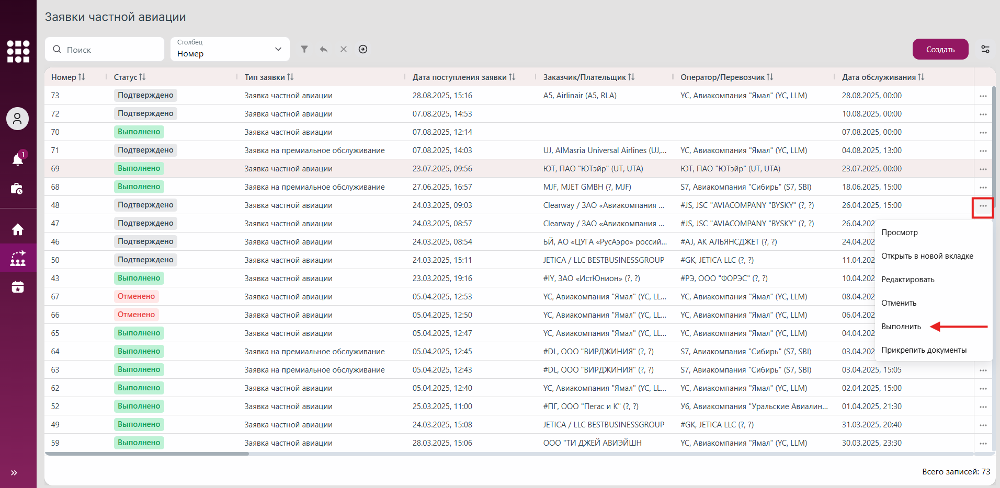 Заявки частной авиации
Поиск
Столбец
Номер
Создать
1
Номер Статус Тип заявки Дата поступления заявки Заказчик/Плательщик Оператор/Перевозчик Дата обслуживания
73 Подтверждено Заявка частной авиации 28.08.2025, 15:16 A5, Airlinair (A5, RLA) YC, Авиакомпания "Ямал" (YC, LLM) 28.08.2025, 00:00
72 Подтверждено Заявка частной авиации 07.08.2025, 14:53 10.08.2025, 00:00
70 Выполнено Заявка частной авиации 07.08.2025, 12:14 07.08.2025, 00:00
71 Подтверждено Заявка на премиальное обслуживание 07.08.2025, 14:03 UJ, AlMasria Universal Airlines (UJ,... YC, Авиакомпания "Ямал" (YC, LLM) 04.08.2025, 13:00
69 Выполнено Заявка частной авиации 23.07.2025, 09:56 ЮТ, ПАО "ЮТэйр" (UT, UTA) ЮТ, ПАО "ЮТэйр" (UT, UTA) 23.07.2025, 00:00
68 Выполнено Заявка на премиальное обслуживание 27.06.2025, 16:57 MJF, MJET GMBH (?, MJF) S7, Авиакомпания "Сибирь" (S7, SBI) 18.06.2025, 15:00
48 Подтверждено Заявка частной авиации 24.03.2025, 09:03 Clearway / ЗАО «Авиакомпания ... #JS, JSC "AVIACOMPANY "BYSKY" (?, ?) 26.04.2025, 15:00
47 Подтверждено Заявка частной авиации 24.03.2025, 08:57 Clearway / ЗАО «Авиакомпания ... #JS, JSC "AVIACOMPANY "BYSKY" (?, ?) 26.04.202
46 Подтверждено Заявка частной авиации 24.03.2025, 08:54 ЬЙ, АО «ЦУГА «РусАэро» россий... #AJ, АК АЛЬЯНСДЖЕТ (?, ?) 24.04.202
50 Подтверждено Заявка частной авиации 24.03.2025, 15:11 JETICA / LLC BESTBUSINESSGROUP #GK, JETICA LLC (?, ?) 11.04.202
43 Выполнено Заявка частной авиации 23.03.2025, 19:16 #IY, ЗАО «ИстЮнион» (?, ?) #РЭ, ООО "ФОРЭС" (?, ?) 10.04.202
67 Отменено Заявка частной авиации 05.04.2025, 12:53 YC, Авиакомпания "Ямал" (YC, LL... YC, Авиакомпания "Ямал" (YC, LLM) 08.04.202
66 Отменено Заявка частной авиации 05.04.2025, 12:50 YC, Авиакомпания "Ямал" (YC, LL... YC, Авиакомпания "Ямал" (YC, LLM) 06.04.202
65 Выполнено Заявка частной авиации 05.04.2025, 12:47 YC, Авиакомпания "Ямал" (YC, LL... YC, Авиакомпания "Ямал" (YC, LLM) 04.04.202
64 Выполнено Заявка на премиальное обслуживание 05.04.2025, 12:45 #DL, ООО "ВИРДЖИНИЯ" (?, ?) S7, Авиакомпания "Сибирь" (S7, SBI) 03.04.202
63 Выполнено Заявка на премиальное обслуживание 05.04.2025, 12:43 #DL, ООО "ВИРДЖИНИЯ" (?, ?) S7, Авиакомпания "Сибирь" (S7, SBI) 03.04.2025, 15:05
62 Выполнено Заявка частной авиации 05.04.2025, 12:40 YC, Авиакомпания "Ямал" (YC, LL... YC, Авиакомпания "Ямал" (YC, LLM) 02.04.2025, 15:00
52 Выполнено Заявка частной авиации 25.03.2025, 11:00 #ПГ, ООО "Пегас и К" (?, ?) У6, Авиакомпания "Уральские Авиалин... 01.04.2025, 21:30
49 Выполнено Заявка частной авиации 24.03.2025, 15:08 JETICA / LLC BESTBUSINESSGROUP #GK, JETICA LLC (?, ?) 31.03.2025, 20:40
59 Выполнено Заявка частной авиации 28.03.2025, 15:06 ООО "ТИ ДЖЕЙ АВИЭЙШН YC, Авиакомпания "Ямал" (YC, LLM) 30.03.2025, 23:30
Просмотр
Открыть в новой вкладке
Редактировать
Отменить
Выполнить
Прикрепить документы
Всего записей: 73